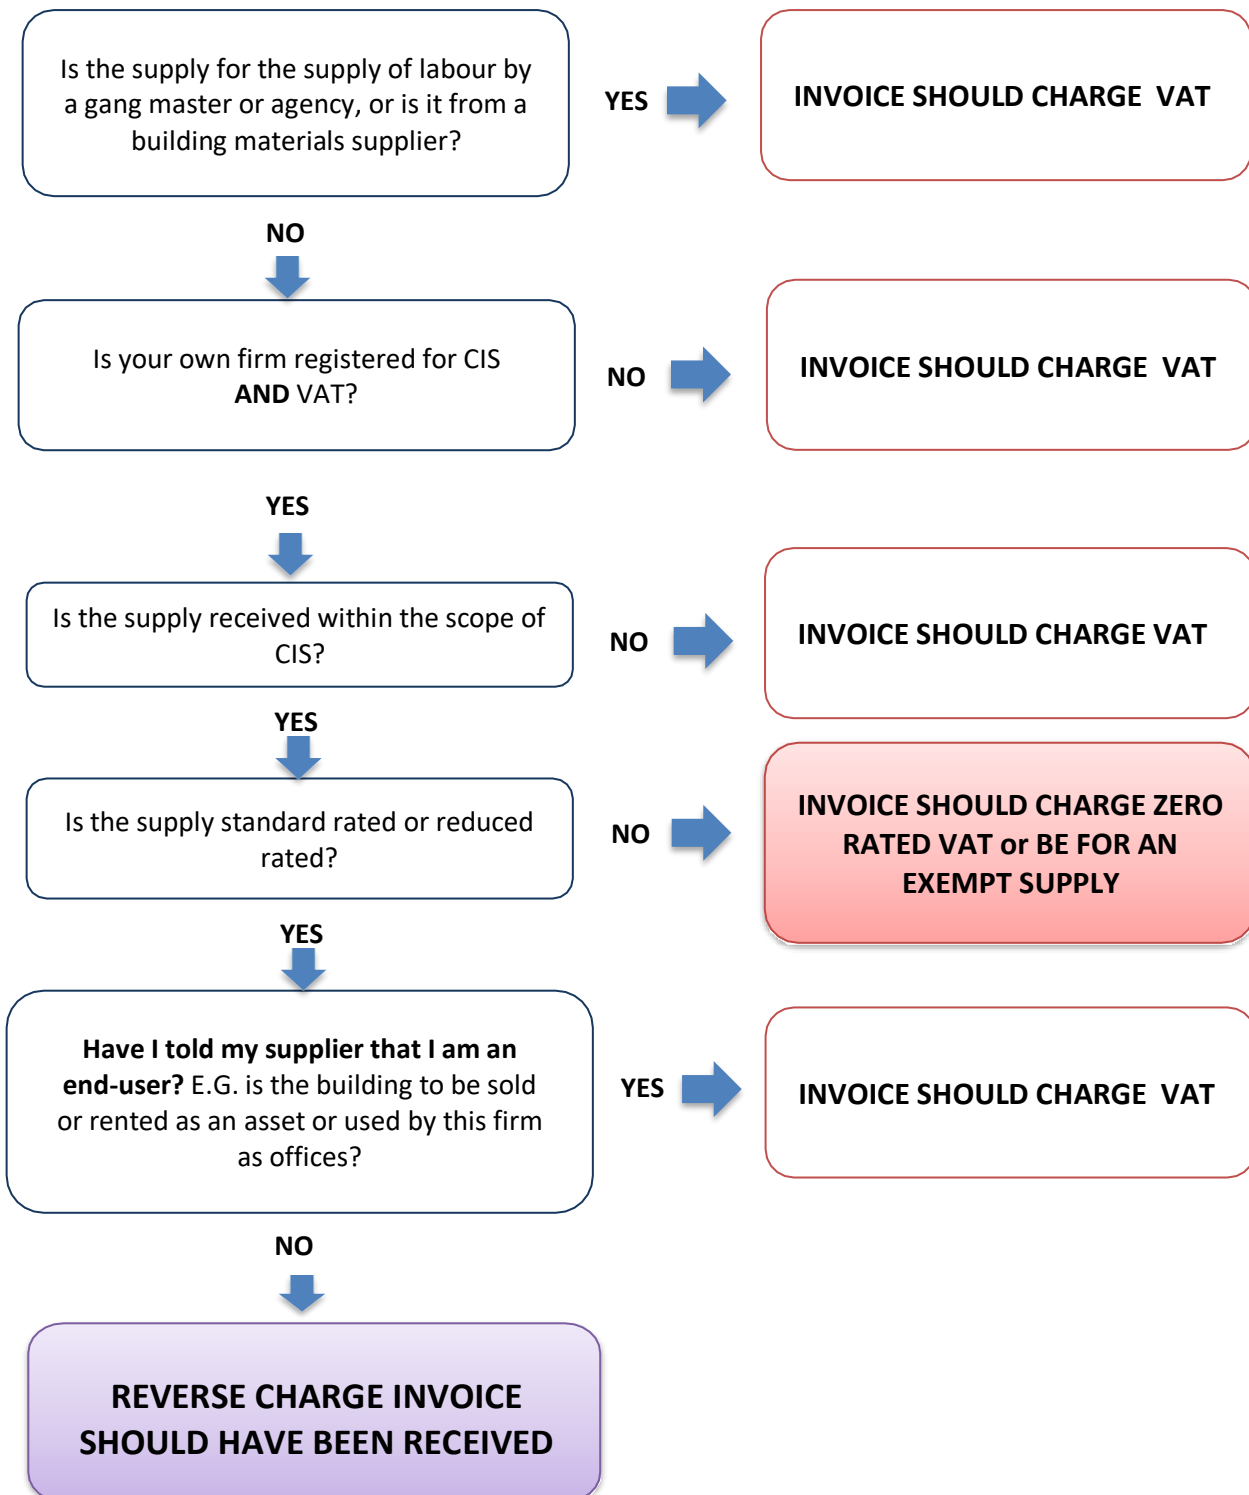 Is the supply for the supply of labour by
a gang master or agency, or is it from a
building materials supplier?
YES
INVOICE SHOULD CHARGE  VAT
NO
Is your own firm registered for CIS
AND VAT?
NO
INVOICE SHOULD CHARGE  VAT
YES
Is the supply received within the scope of
CIS?
NO
INVOICE SHOULD CHARGE VAT
YES
Is the supply standard rated or reduced
rated?
NO
INVOICE SHOULD CHARGE ZERO
RATED VAT or BE FOR AN
EXEMPT SUPPLY
YES
Have I told my supplier that I am an
end-user? E.G. is the building to be sold
or rented as an asset or used by this firm
as offices?
YES
INVOICE SHOULD CHARGE  VAT
NO
REVERSE CHARGE INVOICE
SHOULD HAVE BEEN RECEIVED